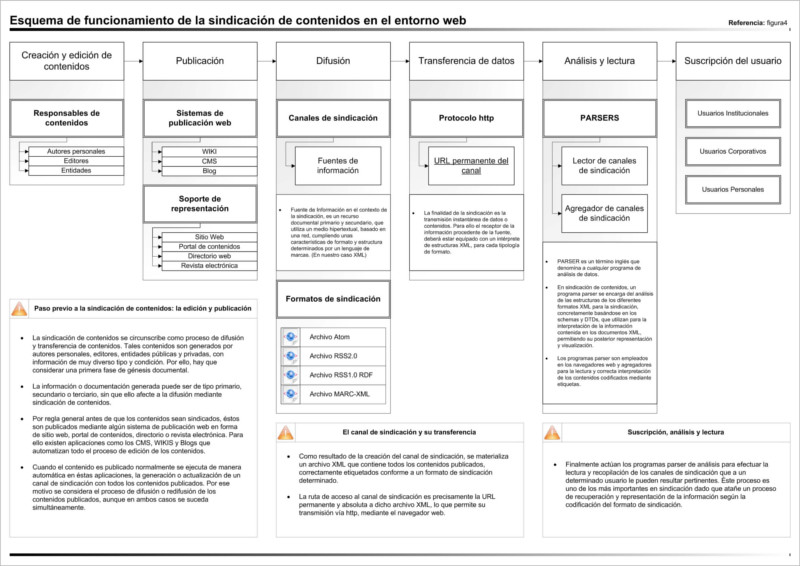 Esquema de funcionamiento de la sindicación de contenidos en el entorno web
Referencia: figura4
Creación y edición de
contenidos
Publicación
Difusión
Transferencia de datos
Análisis y lectura
Suscripción del usuario
Responsables de
contenidos
Autores personales
Editores
Entidades
Sistemas de
publicación web
WIKI
CMS
Blog
Soporte de
representación
Sitio Web
Portal de contenidos
Directorio web
Revista electrónica
Canales de sindicación
Fuentes de
información
• Fuente de Información en el contexto de
la sindicación, es un recurso
documental primario y secundario, que
utiliza un medio hipertextual, basado en
una red, cumpliendo unas
características de formato y estructura
determinados por un lenguaje de
marcas. (En nuestro caso XML)
Formatos de sindicación
Archivo Atom
Archivo RSS2.0
Archivo RSS1.0 RDF
Archivo MARC-XML
Protocolo http
URL permanente del
canal
• La finalidad de la sindicación es la
transmisión instantánea de datos o
contenidos. Para ello el receptor de la
información procedente de la fuente,
deberá estar equipado con un intérprete
de estructuras XML, para cada tipología
de formato.
PARSERS
Lector de canales
de sindicación
Agregador de canales
de sindicación
• PARSER es un término inglés que
denomina a cualquier programa de
análisis de datos.
• En sindicación de contenidos, un
programa parser se encarga del análisis
de las estructuras de los diferentes
formatos XML para la sindicación,
concretamente basándose en los
schemas y DTDs, que utilizan para la
interpretación de la información
contenida en los documentos XML,
permitiendo su posterior representación
y visualización.
• Los programas parser son empleados
en los navegadores web y agregadores
para la lectura y correcta interpretación
de los contenidos codificados mediante
etiquetas.
Usuarios Institucionales
Usuarios Corporativos
Usuarios Personales
Paso previo a la sindicación de contenidos: la edición y publicación
• La sindicación de contenidos se circunscribe como proceso de difusión
y transferencia de contenidos. Tales contenidos son generados por
autores personales, editores, entidades públicas y privadas, con
información de muy diverso tipo y condición. Por ello, hay que
considerar una primera fase de génesis documental.
• La información o documentación generada puede ser de tipo primario,
secundario o terciario, sin que ello afecte a la difusión mediante
sindicación de contenidos.
• Por regla general antes de que los contenidos sean sindicados, éstos
son publicados mediante algún sistema de publicación web en forma
de sitio web, portal de contenidos, directorio o revista electrónica. Para
ello existen aplicaciones como los CMS, WIKIS y Blogs que
automatizan todo el proceso de edición de los contenidos.
• Cuando el contenido es publicado normalmente se ejecuta de manera
automática en éstas aplicaciones, la generación o actualización de un
canal de sindicación con todos los contenidos publicados. Por ese
motivo se considera el proceso de difusión o redifusión de los
contenidos publicados, aunque en ambos casos se suceda
simultáneamente.
El canal de sindicación y su transferencia
• Como resultado de la creación del canal de sindicación, se materializa
un archivo XML que contiene todos los contenidos publicados,
correctamente etiquetados conforme a un formato de sindicación
determinado.
• La ruta de acceso al canal de sindicación es precisamente la URL
permanente y absoluta a dicho archivo XML, lo que permite su
transmisión vía http, mediante el navegador web.
Suscripción, análisis y lectura
• Finalmente actúan los programas parser de análisis para efectuar la
lectura y recopilación de los canales de sindicación que a un
determinado usuario le pueden resultar pertinentes. Éste proceso es
uno de los más importantes en sindicación dado que atañe un proceso
de recuperación y representación de la información según la
codificación del formato de sindicación.